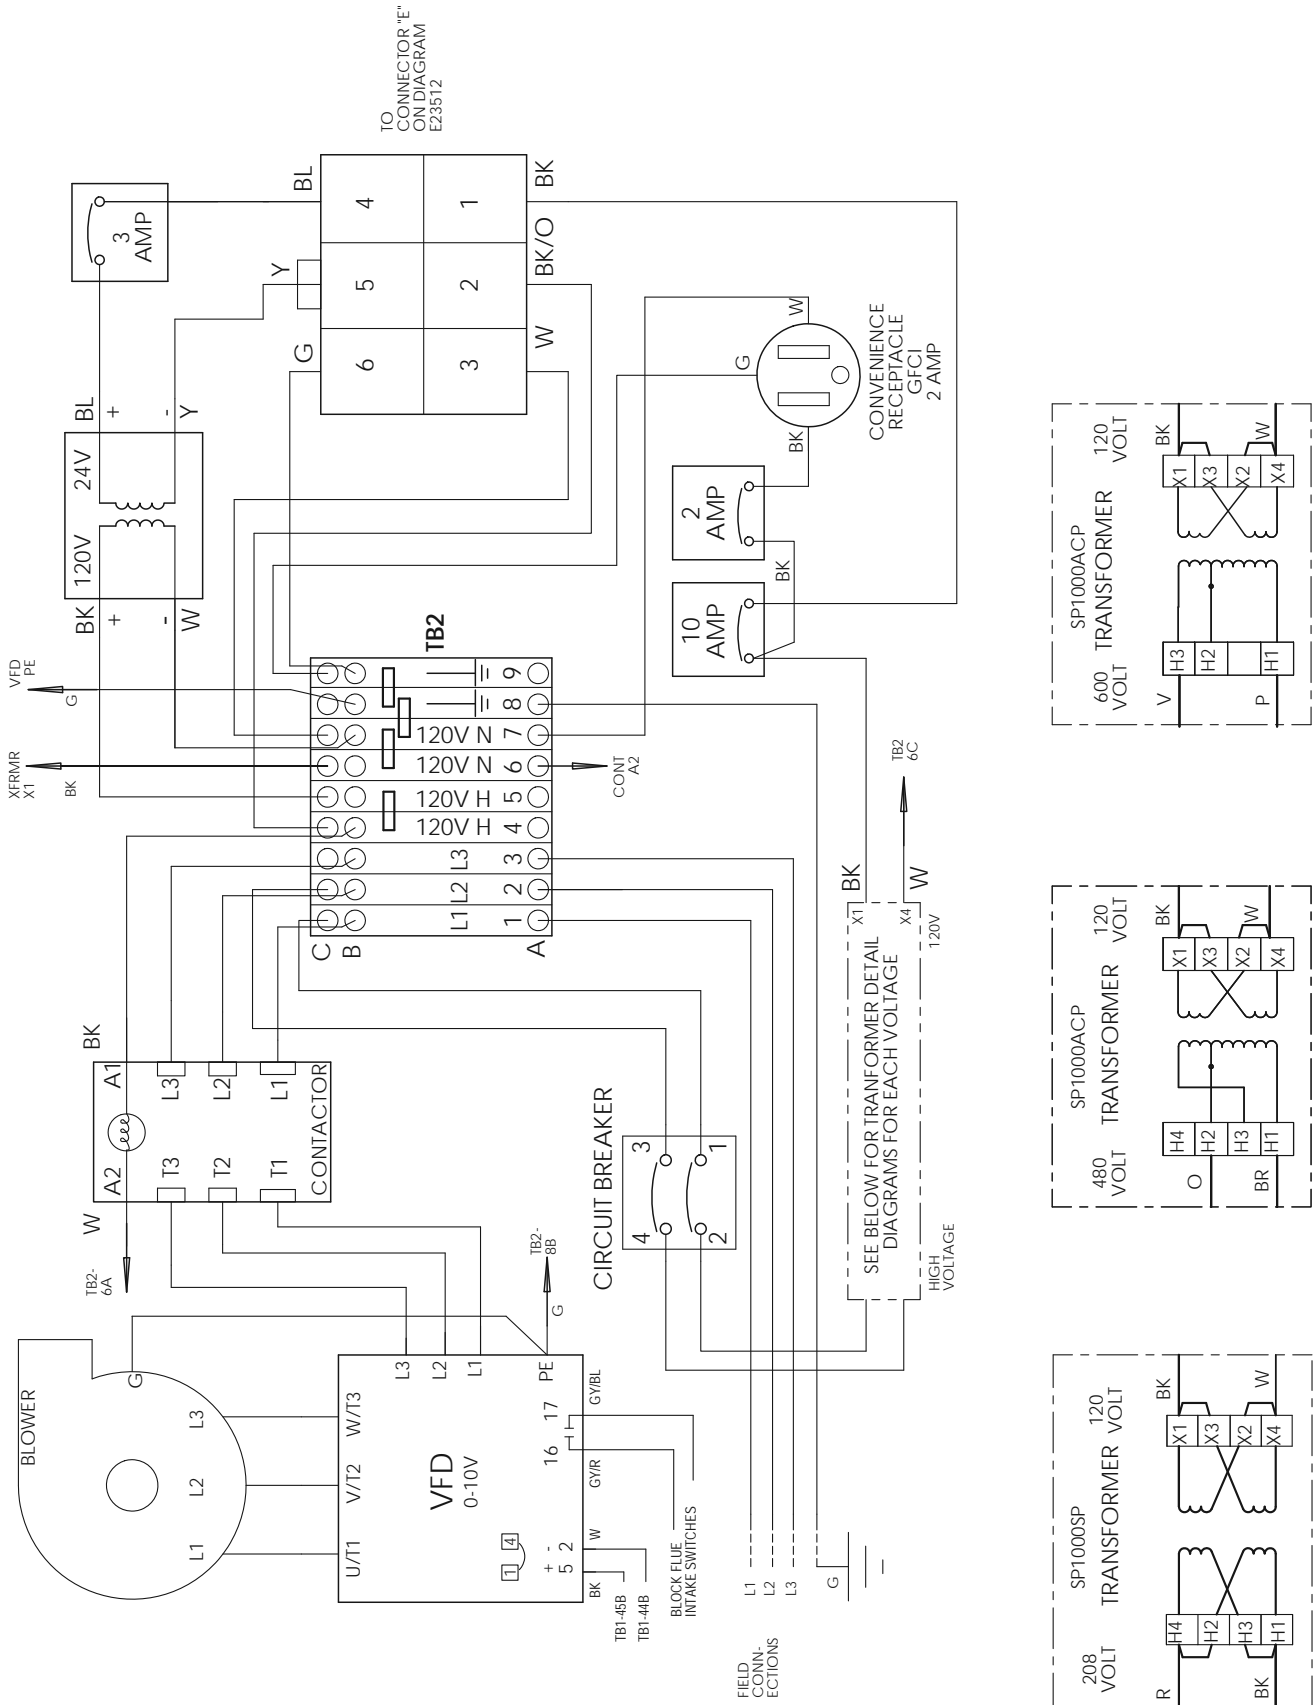 BLOWER
G
L1
L2
L3
U/T1
V/T2
W/T3
VFD
0-10V
1
4
+ -
5 2
BK
W
TB1-45B
TB1-44B
16
17
GY/R
GY/BL
BLOCK FLUE
INTAKE SWITCHES
L3
L2
L1
PE
G
TB2-
8B
TB2-
6A
W
BK
A2
A1
T3
L3
T2
L2
T1
L1
CONTACTOR
CIRCUIT BREAKER
4
3
2
1
FIELD
CONN-
ECTIONS
L1
L2
L3
G
HIGH
VOLTAGE
SEE BELOW FOR TRANFORMER DETAIL
DIAGRAMS FOR EACH VOLTAGE
X1
X4
120V
BK
W
TB2
6C
XFRMR
X1
BK
VFD
PE
G
C
B
A
L1
1
L2
2
L3
3
120V H
4
120V H
5
120V N
6
120V N
7
8
9
TB2
CONT
A2
BK
+
-
W
120V
24V
BL
+
-
Y
3
AMP
G
Y
BL
6
5
4
3
2
1
W
BK/O
BK
TO
CONNECTOR "E"
ON DIAGRAM
E23512
10
AMP
BK
2
AMP
BK
G
W
CONVENIENCE
RECEPTACLE
GFCI
2 AMP
SP1000SP
208
VOLT
TRANSFORMER
120
VOLT
R
BK
H4
H2
H3
H1
X1
X3
X2
X4
BK
W
SP1000ACP
480
VOLT
TRANSFORMER
120
VOLT
O
BR
H4
H2
H3
H1
X1
X3
X2
X4
BK
W
SP1000ACP
600
VOLT
TRANSFORMER
120
VOLT
V
P
H3
H2
H1
X1
X3
X2
X4
BK
W